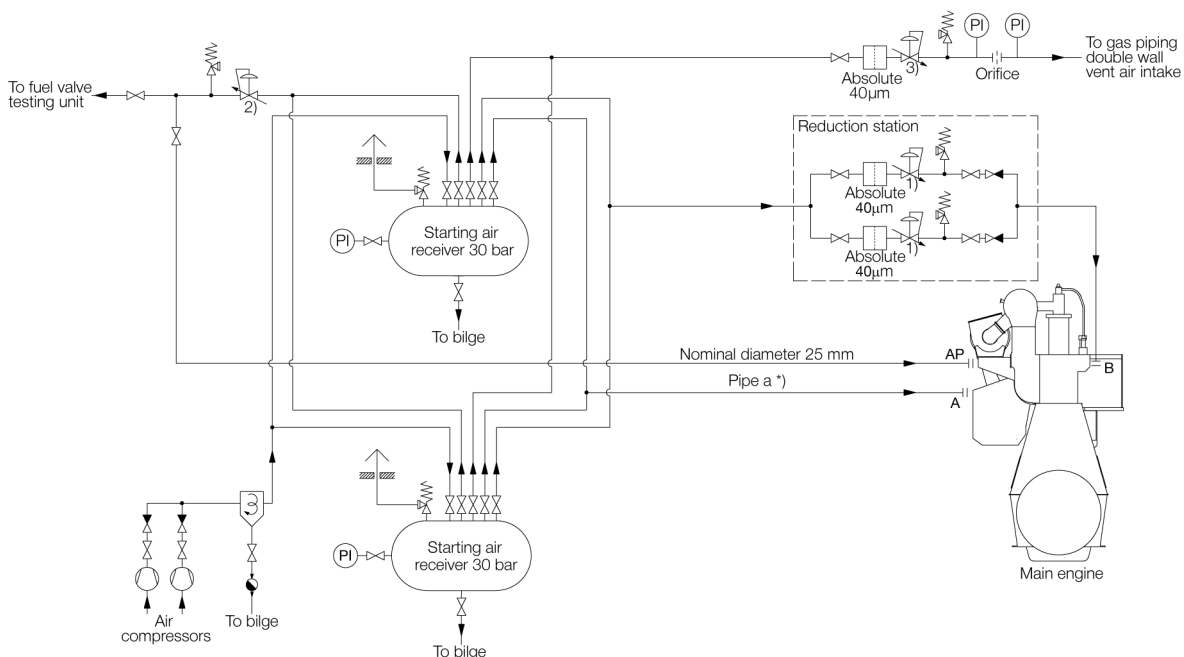 PI
PI
To gas piping
double wall
vent air intake
3)
Orifice
Absolute
40μm
To fuel valve
testing unit
2)
Reduction station
1)
Absolute
40μm
1)
Absolute
40μm
Starting air
receiver 30 bar
PI
To bilge
Nominal diameter 25 mm
AP
B
Pipe a *)
A
Starting air
receiver 30 bar
PI
Main engine
Air
compressors
To bilge
To bilge